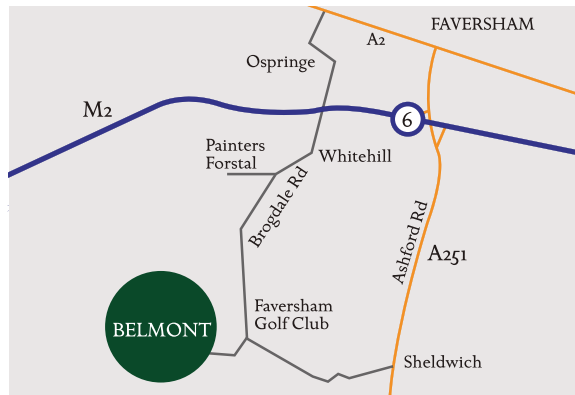 FAVERSHAM
A2
Ospringe
M2
6
Painters
Forstal
Whitehill
Brogdale Rd
Ashford Rd
A251
Faversham
Golf Club
BELMONT
Sheldwich